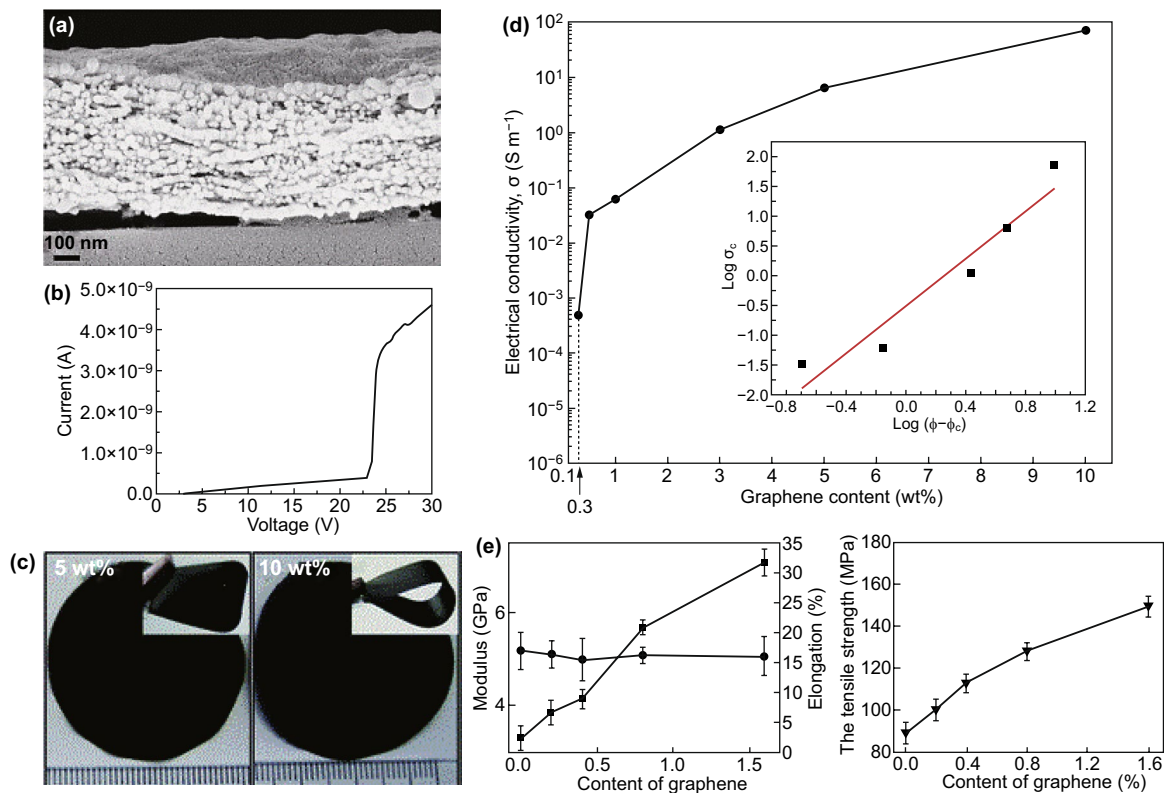 (a)
100 nm
(b)
5.0×10⁻⁹
4.0×10⁻⁹
3.0×10⁻⁹
2.0×10⁻⁹
1.0×10⁻⁹
0.0
Current (A)
0 5 10 15 20 25 30
Voltage (V)
(c)
5 wt%
10 wt%
(d)
10²
10¹
10⁰
10⁻¹
10⁻²
10⁻³
10⁻⁴
10⁻⁵
10⁻⁶
Electrical conductivity, σ (S m⁻¹)
0.1 1 2 3 4 5 6 7 8 9 10
0.3
Graphene content (wt%)
2.0
1.5
1.0
0.5
0.0
−0.5
−1.0
−1.5
−2.0
Log σc
−0.8 −0.4 0.0 0.4 0.8 1.2
Log (ϕ−ϕc)
(e)
6
4
Modulus (GPa)
35
30
25
20
15
10
5
0
Elongation (%)
0.0 0.5 1.0 1.5
Content of graphene
180
160
140
120
100
80
The tensile strength (MPa)
0.0 0.4 0.8 1.2 1.6
Content of graphene (%)